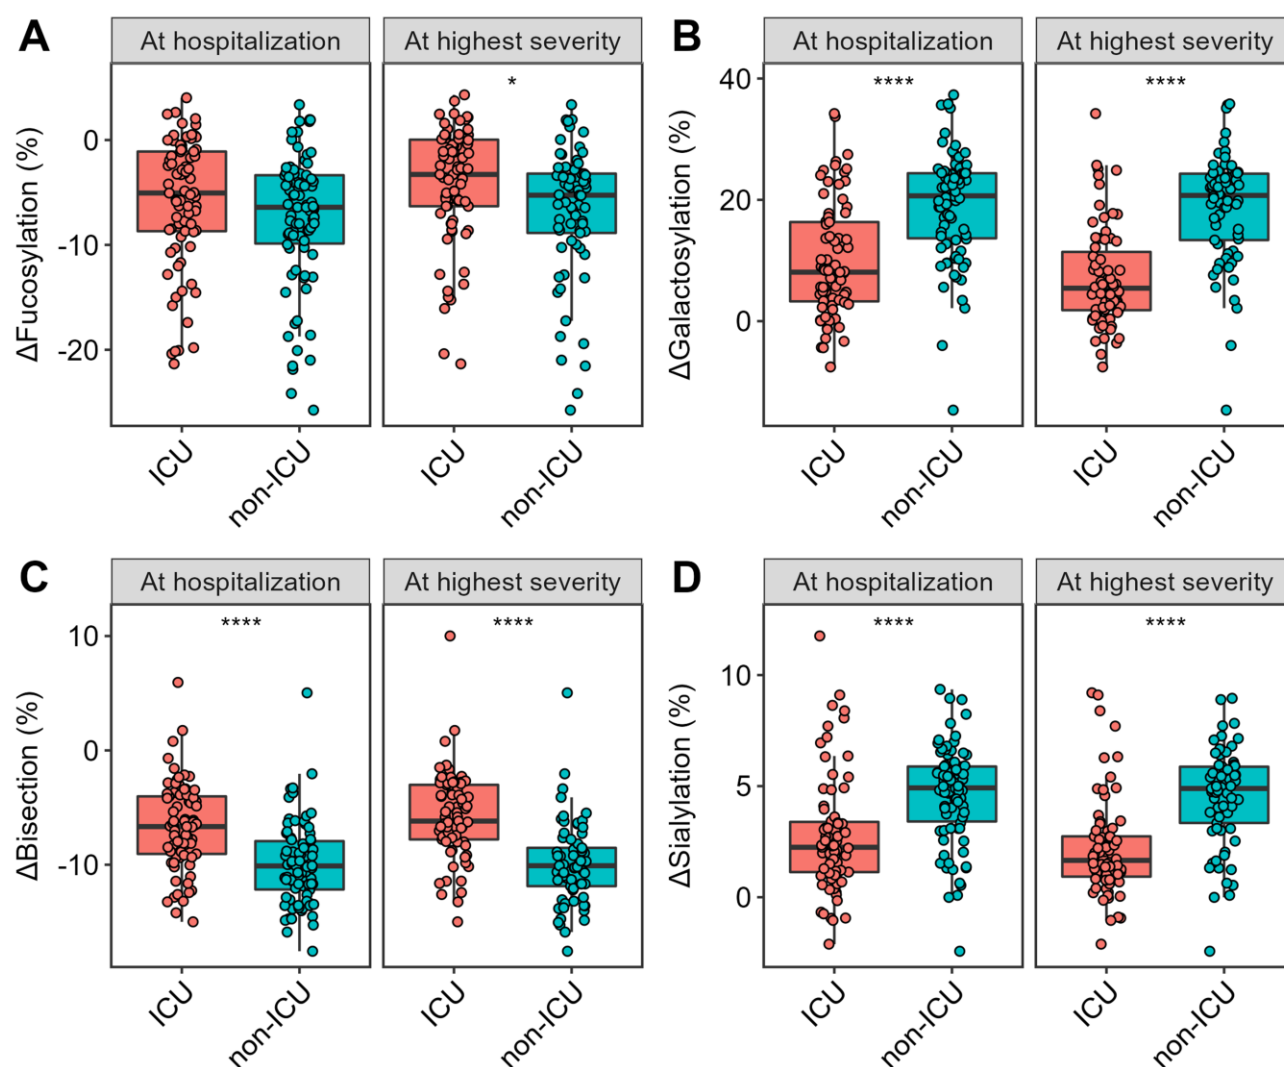 A
At hospitalization
At highest severity
*
ΔFucosylation (%)
0
-10
-20
ICU
non-ICU
ICU
non-ICU
B
At hospitalization
At highest severity
****
****
ΔGalactosylation (%)
40
20
0
ICU
non-ICU
ICU
non-ICU
C
At hospitalization
At highest severity
****
****
ΔBisection (%)
10
0
-10
ICU
non-ICU
ICU
non-ICU
D
At hospitalization
At highest severity
****
****
ΔSialylation (%)
10
5
0
ICU
non-ICU
ICU
non-ICU